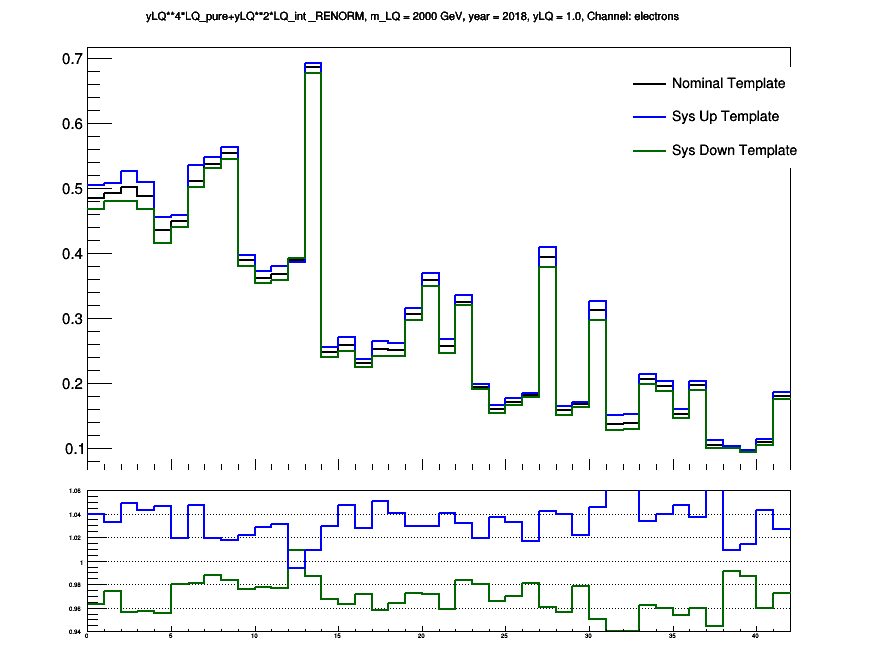 yLQ**4*LQ_pure+yLQ**2*LQ_int _RENORM, m_LQ = 2000 GeV, year = 2018, yLQ = 1.0, Channel: electrons
0.7
Nominal Template
Sys Up Template
0.6
Sys Down Template
0.5
0.4
0.3
0.2
0.1
1.06
1.04
1.02
1
0.98
0.96
0.94
0 5 10 15 20 25 30 35 40